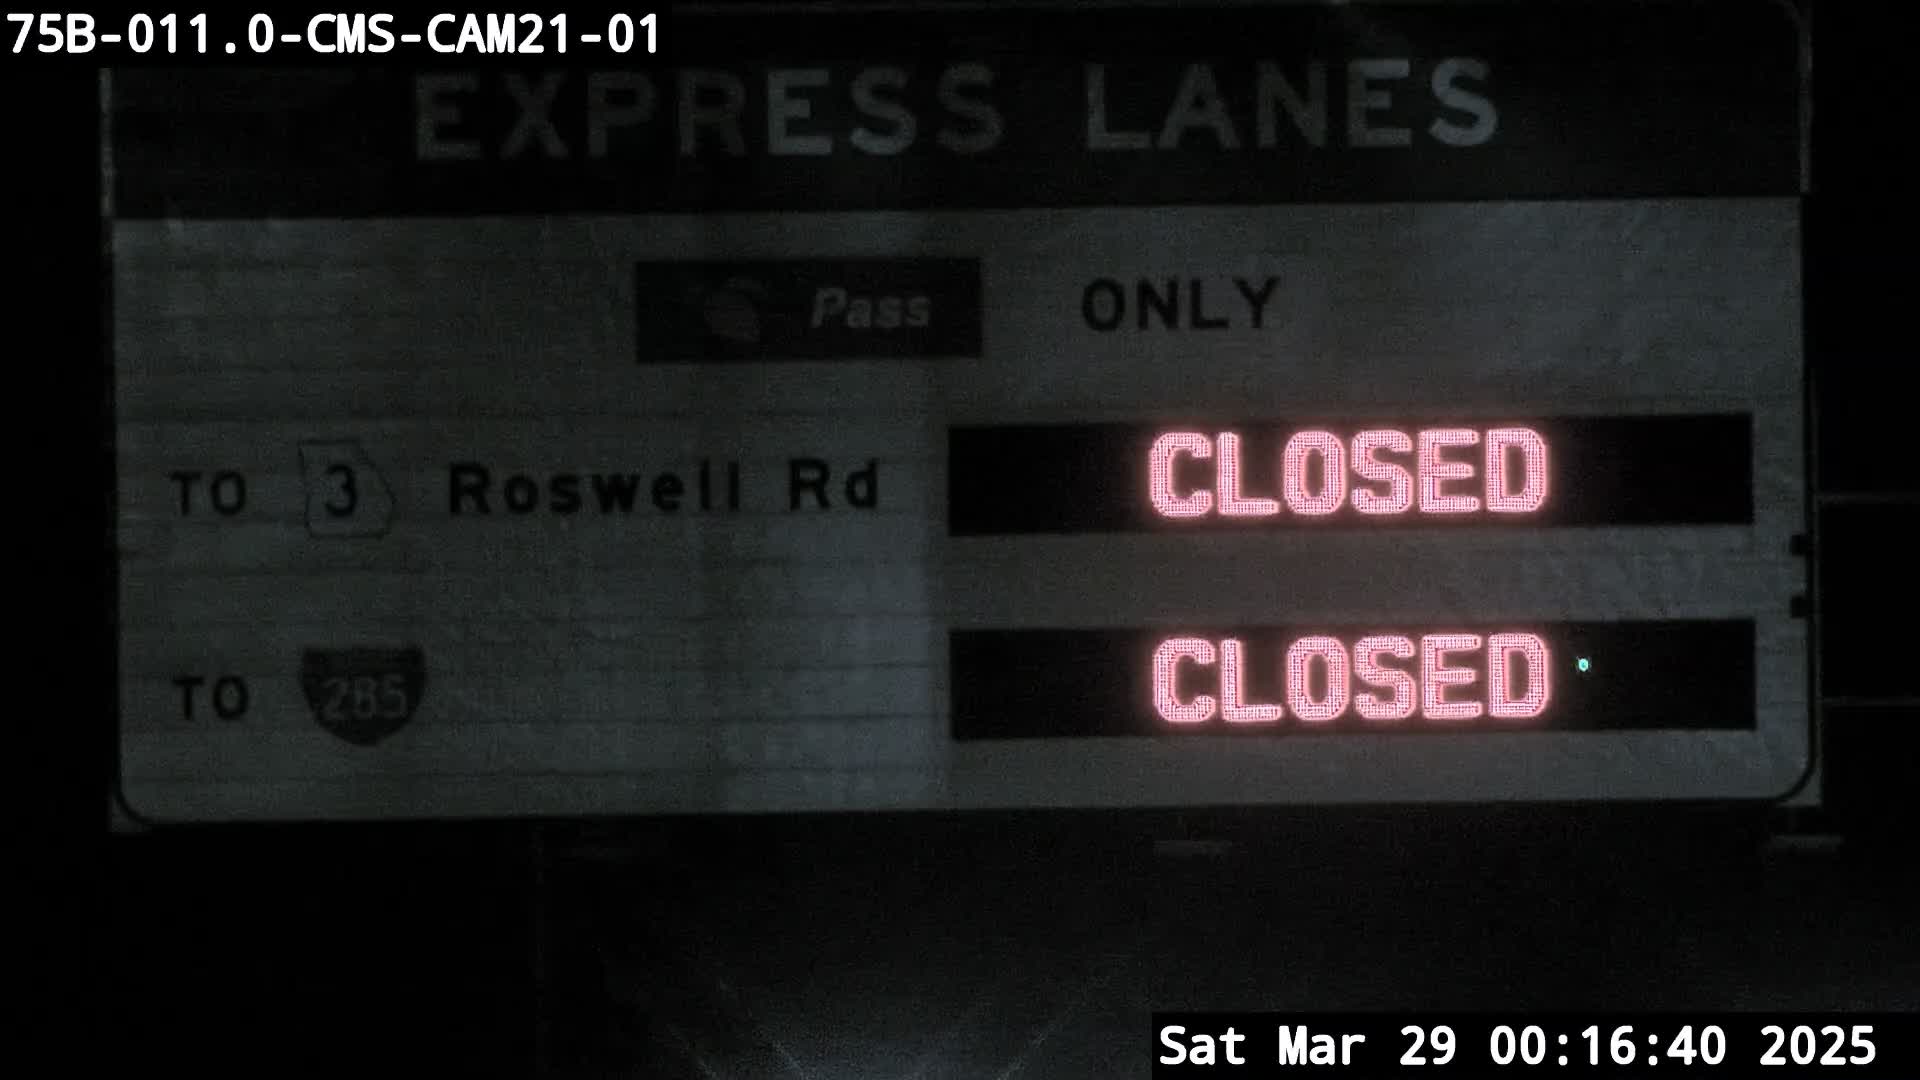 75B-011.0-CMS-CAM21-01
EXPRESS LANES
Pass ONLY
TO 3 Roswell Rd CLOSED
TO 285 CLOSED
Sat Mar 29 00:16:40 2025